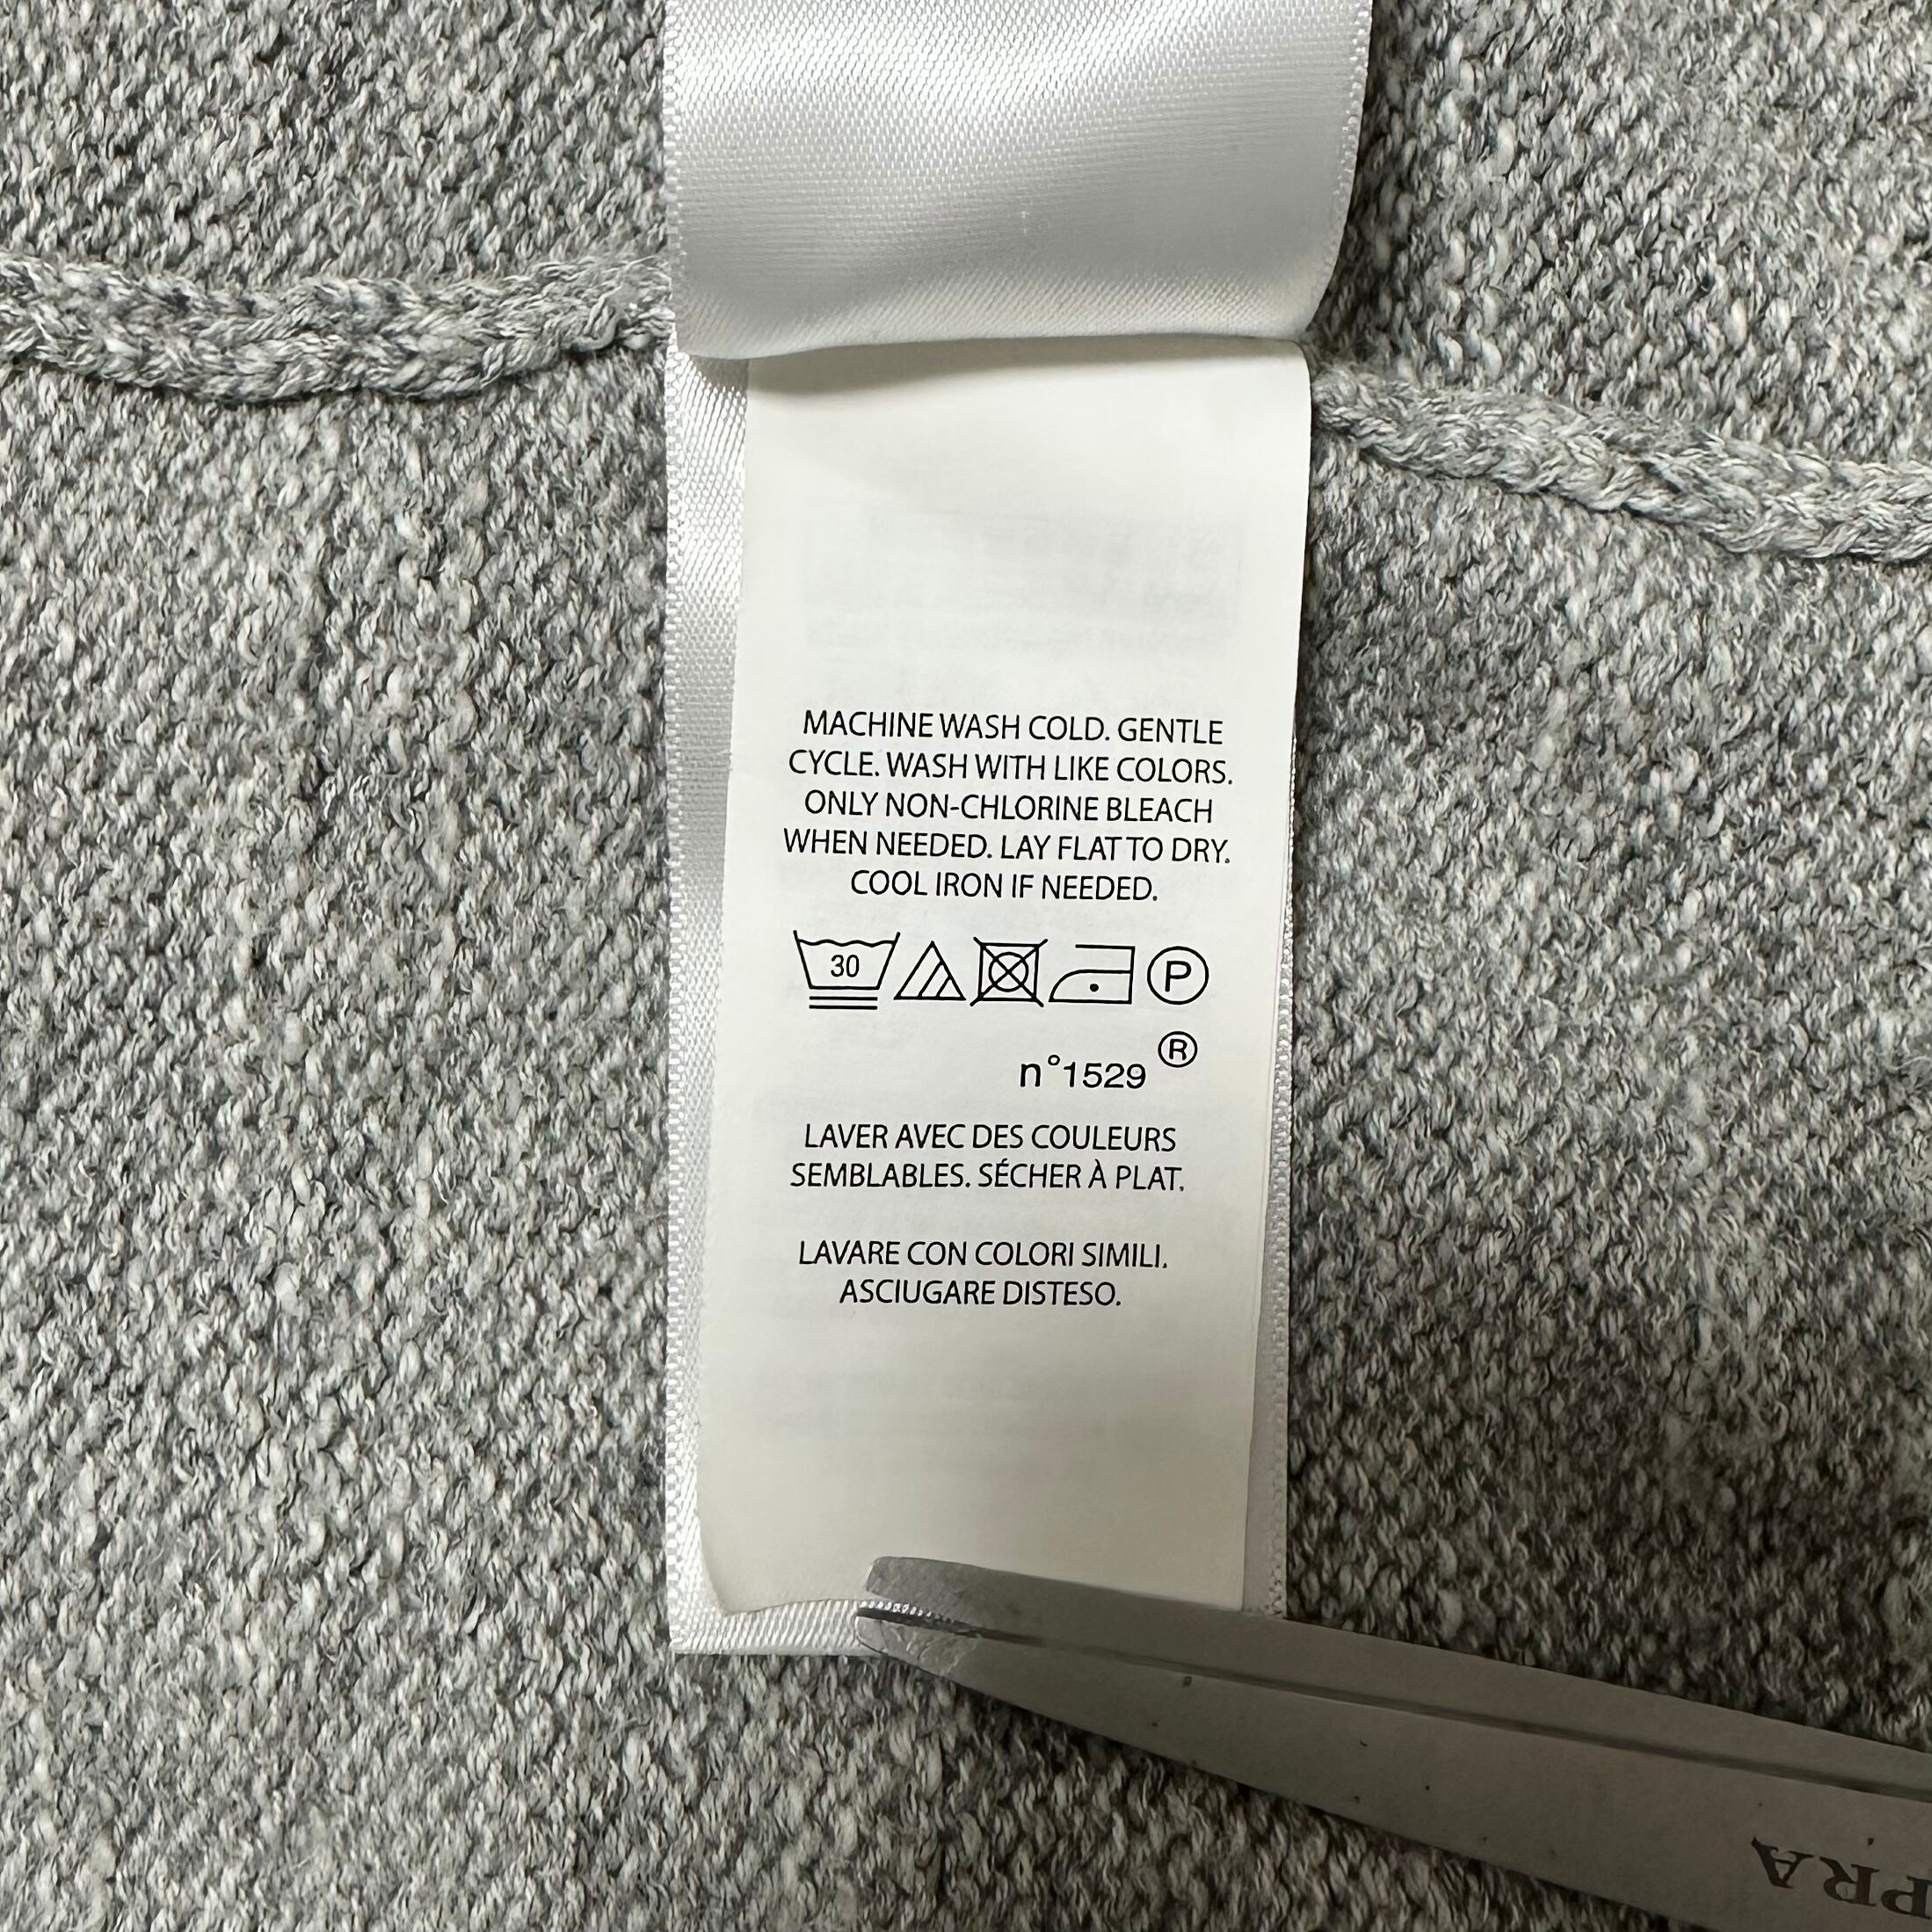 MACHINE WASH COLD. GENTLE
CYCLE. WASH WITH LIKE COLORS.
ONLY NON-CHLORINE BLEACH
WHEN NEEDED. LAY FLAT TO DRY.
COOL IRON IF NEEDED.
30 P
n°1529 ®
LAVER AVEC DES COULEURS
SEMBLABLES. SÉCHER À PLAT.
LAVARE CON COLORI SIMILI.
ASCIUGARE DISTESO.
PRA